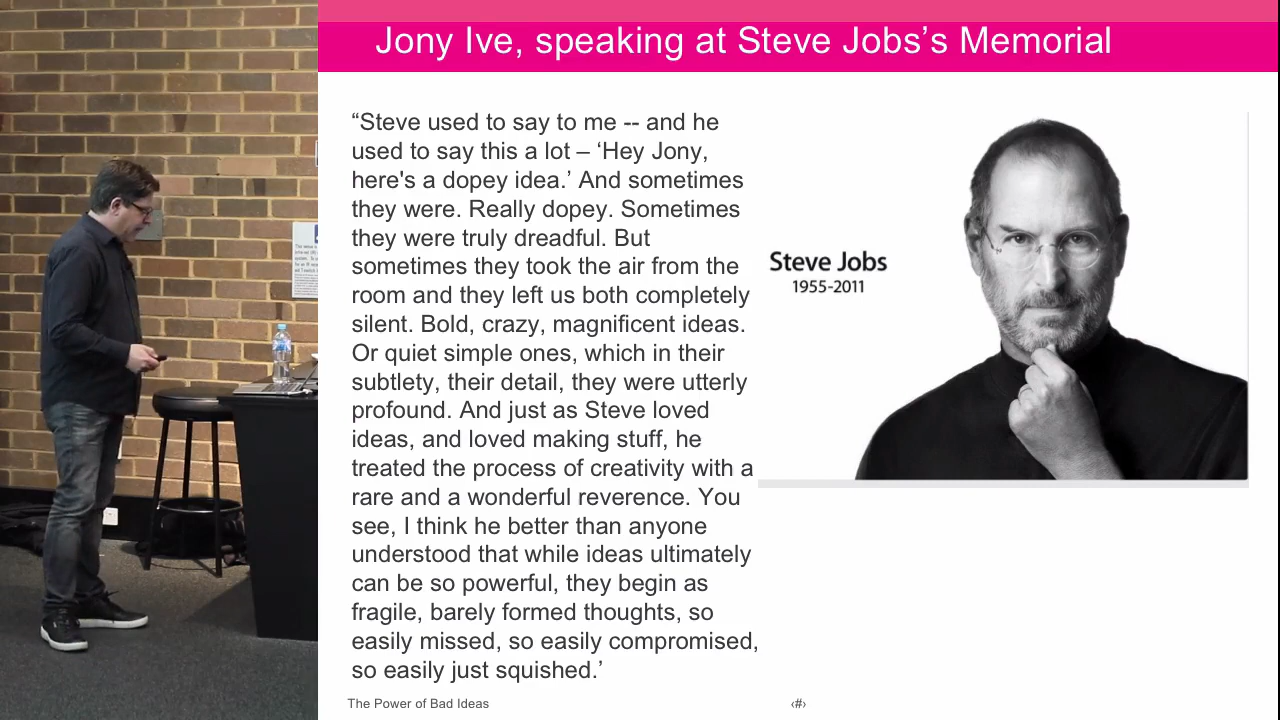 Jony Ive, speaking at Steve Jobs’s Memorial
“Steve used to say to me -- and he
used to say this a lot – ‘Hey Jony,
here's a dopey idea.’ And sometimes
they were. Really dopey. Sometimes
they were truly dreadful. But
sometimes they took the air from the
room and they left us both completely
silent. Bold, crazy, magnificent ideas.
Or quiet simple ones, which in their
subtlety, their detail, they were utterly
profound. And just as Steve loved
ideas, and loved making stuff, he
treated the process of creativity with a
rare and a wonderful reverence. You
see, I think he better than anyone
understood that while ideas ultimately
can be so powerful, they begin as
fragile, barely formed thoughts, so
easily missed, so easily compromised,
so easily just squished.’
Steve Jobs
1955-2011
The Power of Bad Ideas
‹#›